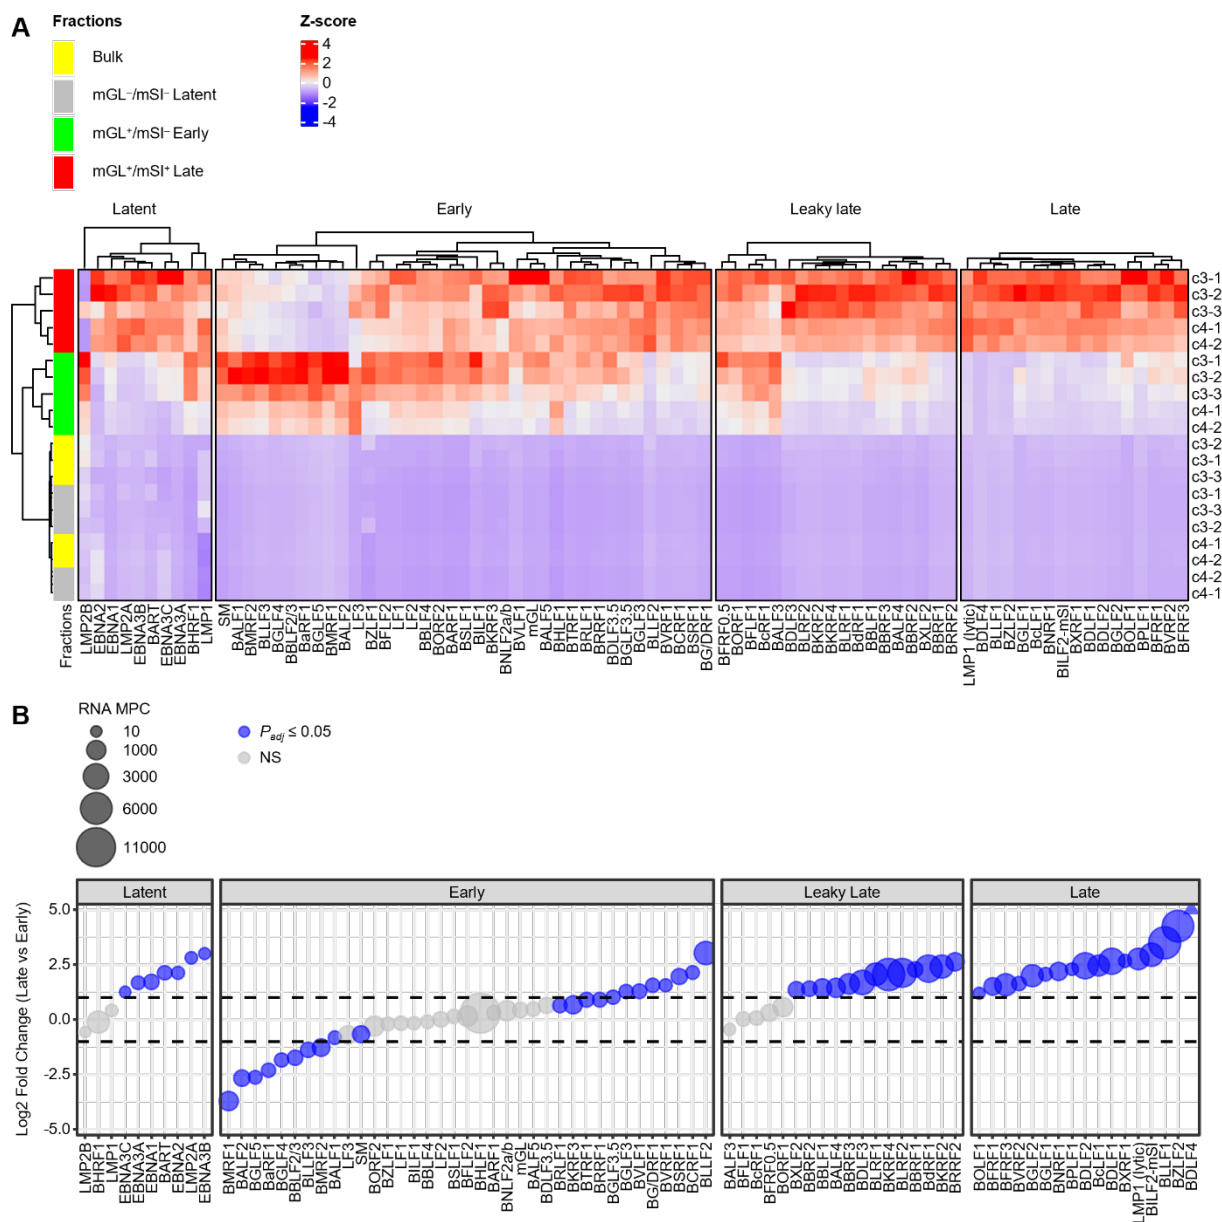 A
Fractions
Bulk
mGL⁻/mSI⁻ Latent
mGL⁺/mSI⁻ Early
mGL⁺/mSI⁺ Late
Z-score
4
2
0
-2
-4
Latent
Early
Leaky late
Late
c3-1
c3-2
c3-3
c4-1
c4-2
c3-1
c3-2
c3-3
c4-1
c4-2
c3-2
c3-1
c3-3
c3-1
c3-3
c3-2
c4-1
c4-2
c4-2
c4-1
Fractions
LMP2B
EBNA2
EBNA1
LMP2A
EBNA3B
BART
EBNA3C
EBNA3A
BHRF1
LMP1
SM
BALF1
BMRF2
BLLF3
BGLF4
BBLF2/3
BaRF1
BGLF5
BMRF1
BALF2
LF3
BZLF1
BFLF2
LF1
LF2
BBLF4
BORF2
BARF1
BSLF1
BILF1
BKRF3
BNLF2a/b
BVLF1
mGL
BALF5
BHLF1
BTRF1
BRLF1
BRRF1
BDLF3.5
BGLF3.5
BGLF3
BLLF2
BVRF1
BCRF1
BSRF1
BG/DRF1
BFRF0.5
BORF1
BFLF1
BcRF1
BALF3
BDLF3
BLRF2
BKRF2
BKRF4
BLRF1
BdRF1
BBLF1
BBRF3
BALF4
BBRF2
BXLF2
BBRF1
BRRF2
LMP1 (lytic)
BDLF4
BLLF1
BZLF2
BGLF1
BcLF1
BNRF1
BILF2-mSI
BXRF1
BDLF1
BDLF2
BGLF2
BOLF1
BPLF1
BFRF1
BVRF2
BFRF3
B
RNA MPC
10
1000
3000
6000
11000
P adj ≤ 0.05
NS
Latent
Early
Leaky Late
Late
Log2 Fold Change (Late vs Early)
5.0
2.5
0.0
-2.5
-5.0
LMP2B
BHRF1
LMP1
EBNA3C
EBNA3A
EBNA1
BART
EBNA2
LMP2A
EBNA3B
BMRF1
BALF2
BGLF5
BaRF1
BGLF4
BBLF2/3
BLLF3
BMRF2
BALF1
LF3
SM
BORF2
BZLF1
LF1
BILF1
BBLF4
LF2
BSLF1
BFLF2
BHLF1
BARF1
BNLF2a/b
mGL
BALF5
BDLF3.5
BRLF1
BKRF3
BTRF1
BRRF1
BGLF3.5
BGLF3
BVLF1
BG/DRF1
BVRF1
BSRF1
BCRF1
BLLF2
BALF3
BFLF1
BcRF1
BFRF0.5
BORF1
BXLF2
BBRF2
BBLF1
BALF4
BBRF3
BDLF3
BLRF1
BKRF4
BLRF2
BBRF1
BdRF1
BKRF2
BRRF2
BOLF1
BFRF1
BFRF3
BVRF2
BGLF2
BGLF1
BNRF1
BPLF1
BDLF2
BcLF1
BDLF1
BXRF1
LMP1 (lytic)
BILF2-mSI
BLLF1
BZLF2
BDLF4